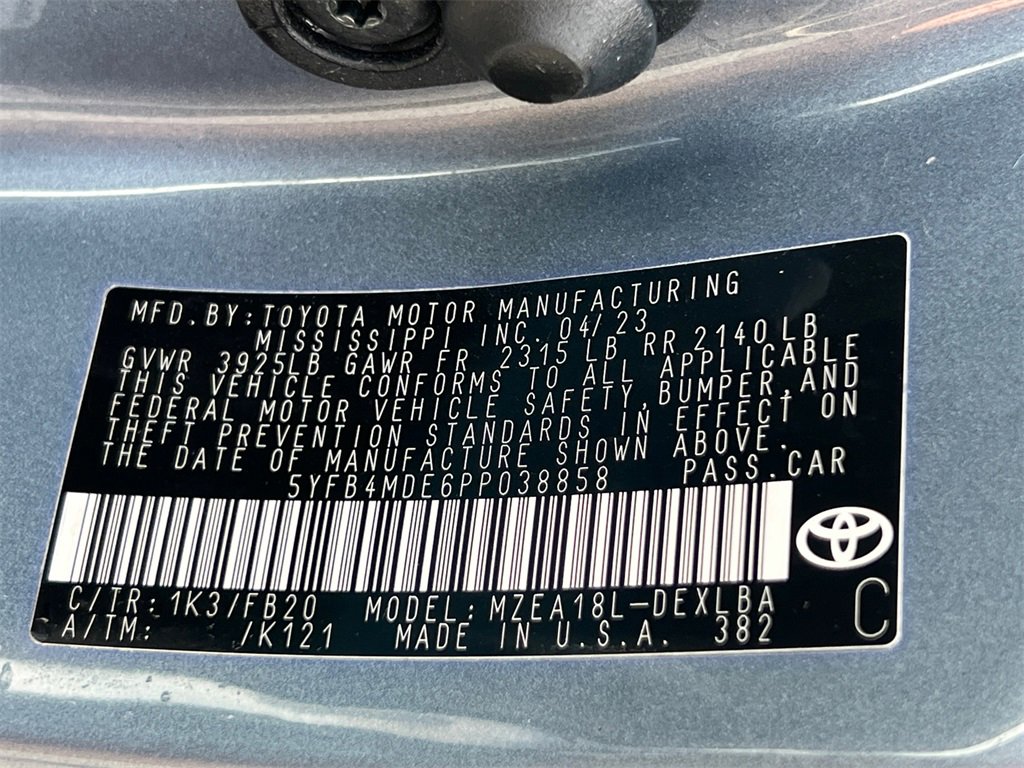 MFD. BY: TOYOTA MOTOR MANUFACTURING
MISSISSIPPI INC. 04/23
GVWR 3925LB GAWR FR 2315 LB RR 2140LB
THIS VEHICLE CONFORMS TO ALL APPLICABLE
FEDERAL MOTOR VEHICLE SAFETY, BUMPER, AND
THEFT PREVENTION STANDARDS IN EFFECT ON
THE DATE OF MANUFACTURE SHOWN ABOVE.
5YFB4MDE6PP038858 PASS. CAR
C/TR: 1K3/FB20 MODEL: MZEA18L-DEXLBA
A/TM: /K121 MADE IN U.S.A. 382
C